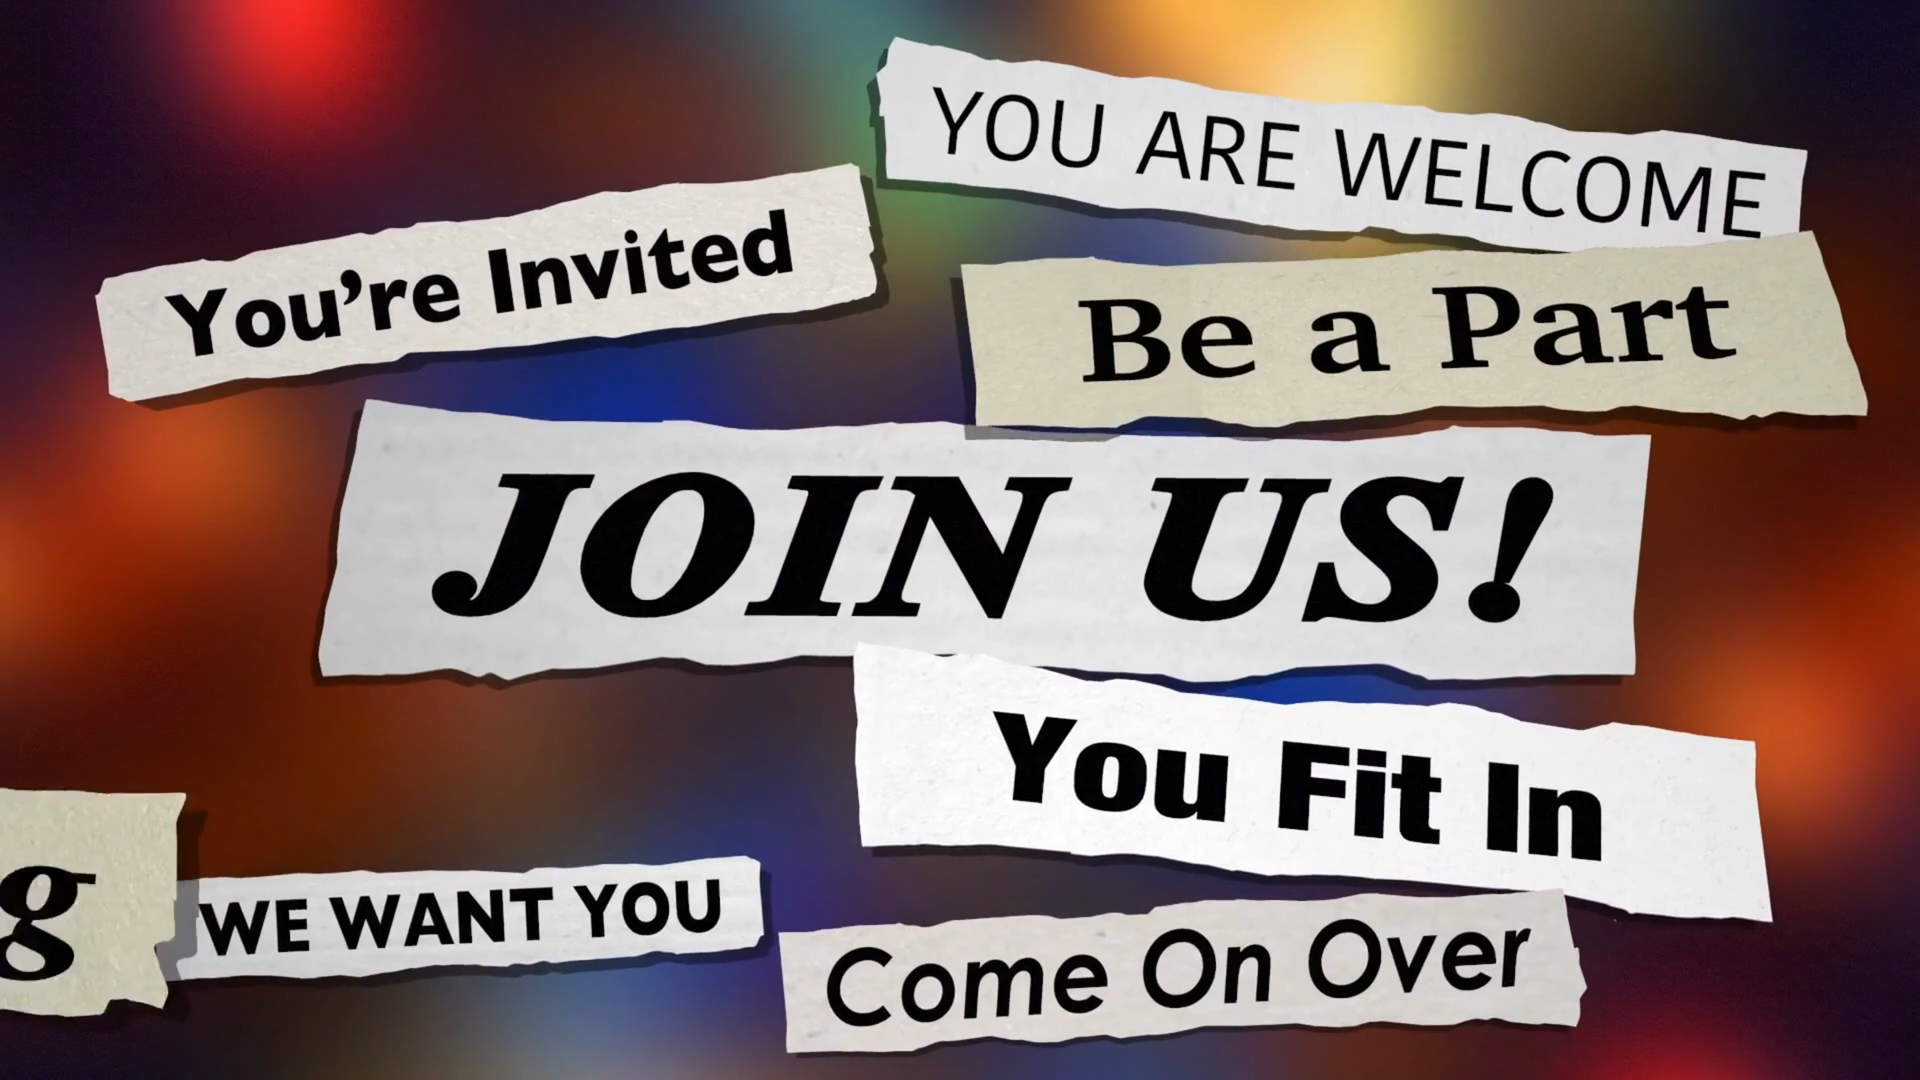 YOU ARE WELCOME
You're Invited
Be a Part
JOIN US!
You Fit In
g
WE WANT YOU
Come On Over